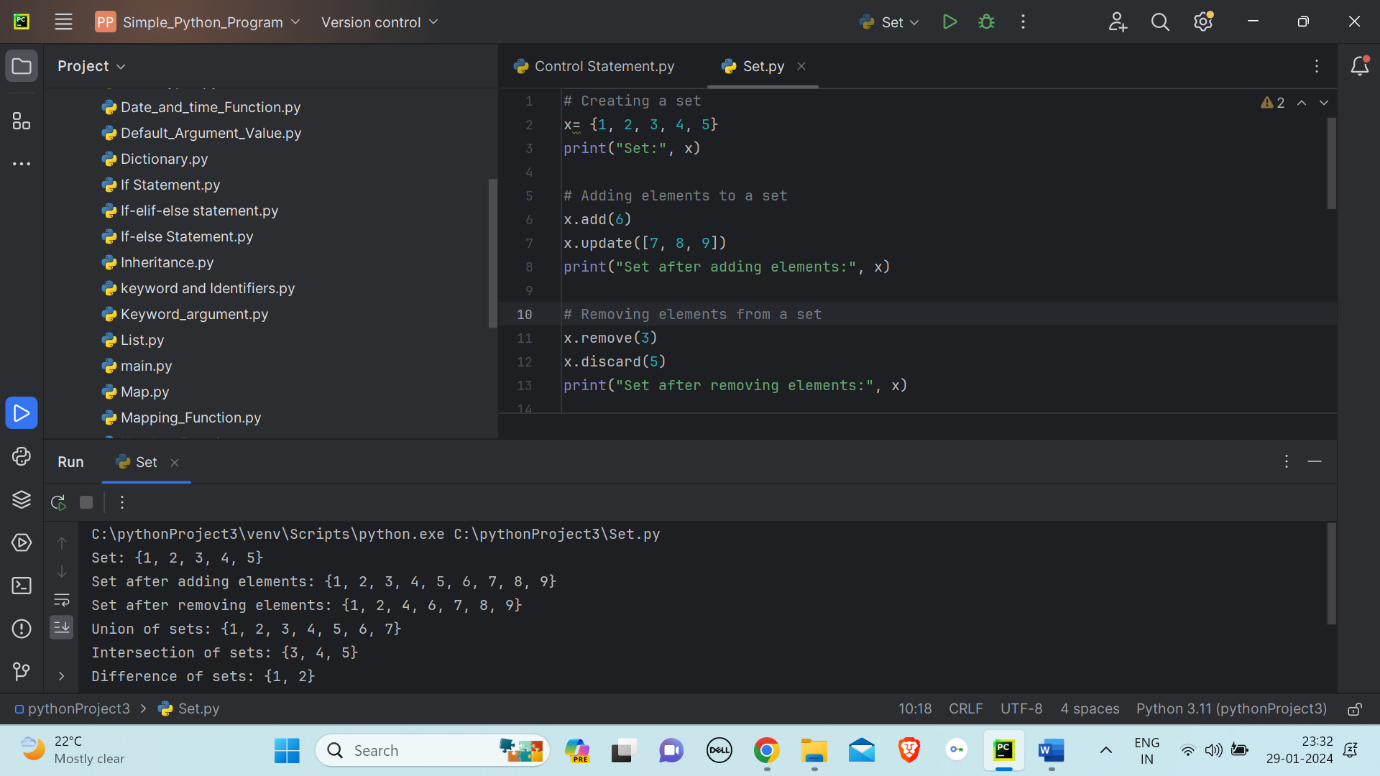 PC
PP Simple_Python_Program Version control Set
Project
Control Statement.py Set.py
Date_and_time_Function.py
Default_Argument_Value.py
Dictionary.py
If Statement.py
If-elif-else statement.py
If-else Statement.py
Inheritance.py
keyword and Identifiers.py
Keyword_argument.py
List.py
main.py
Map.py
Mapping_Function.py
2
1 # Creating a set
2 x= {1, 2, 3, 4, 5}
3 print("Set:", x)
4
5 # Adding elements to a set
6 x.add(6)
7 x.update([7, 8, 9])
8 print("Set after adding elements:", x)
9
10 # Removing elements from a set
11 x.remove(3)
12 x.discard(5)
13 print("Set after removing elements:", x)
14
Run Set
C:\pythonProject3\venv\Scripts\python.exe C:\pythonProject3\Set.py
Set: {1, 2, 3, 4, 5}
Set after adding elements: {1, 2, 3, 4, 5, 6, 7, 8, 9}
Set after removing elements: {1, 2, 4, 6, 7, 8, 9}
Union of sets: {1, 2, 3, 4, 5, 6, 7}
Intersection of sets: {3, 4, 5}
Difference of sets: {1, 2}
pythonProject3 > Set.py 10:18 CRLF UTF-8 4 spaces Python 3.11 (pythonProject3)
22°C
Mostly clear
Search
PRE
DELL
PC
W
ENG
IN
23:32
29-01-2024